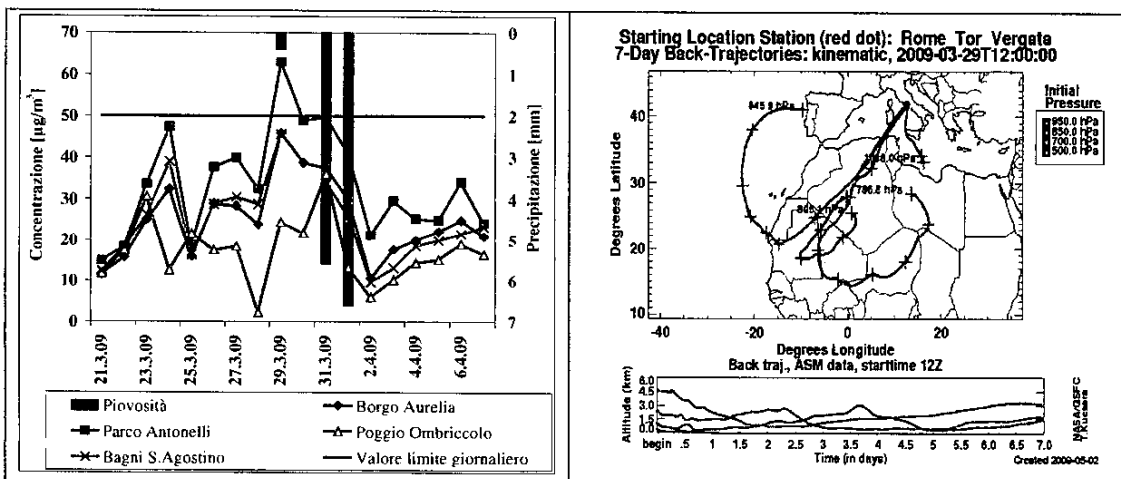 70
60
50
40
30
20
10
0
Concentrazione [µg/m³]
0
1
2
3
4
5
6
7
Precipitazione [mm]
21.3.09
23.3.09
25.3.09
27.3.09
29.3.09
31.3.09
2.4.09
4.4.09
6.4.09
Piovosità
Borgo Aurelia
Parco Antonelli
Poggio Ombriccolo
Bagni S.Agostino
Valore limite giornaliero
Starting Location Station (red dot): Rome_Tor_Vergata
7-Day Back-Trajectories: kinematic, 2009-03-29T12:00:00
Initial
Pressure
950.0 hPa
850.0 hPa
700.0 hPa
500.0 hPa
hPa
hPa
786.8 hPa
hPa
Degrees Latitude
40
30
20
10
-40
-20
0
20
Degrees Longitude
Back traj., ASM data, starttime 12Z
Altitude (km)
6.0
4.5
3.0
1.5
0.0
begin
.5
1
1.5
2
2.5
3
3.5
4
4.5
5
5.5
6
6.5
7.0
Time (in days)
NASA/GSFC
T.Kucsera
Created 2009-05-02